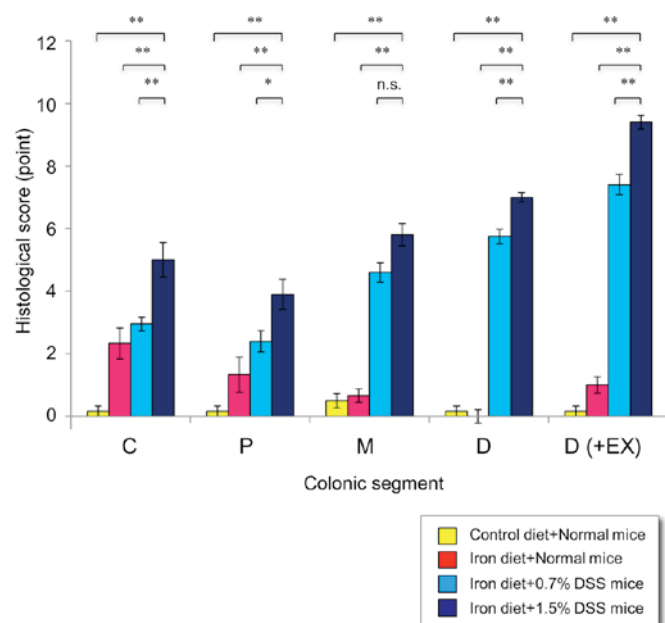 ** ** ** ** **
12
** ** ** ** **
** * n.s. ** **
10
8
6
4
2
0
Histological score (point)
C P M D D (+EX)
Colonic segment
Control diet+Normal mice
Iron diet+Normal mice
Iron diet+0.7% DSS mice
Iron diet+1.5% DSS mice